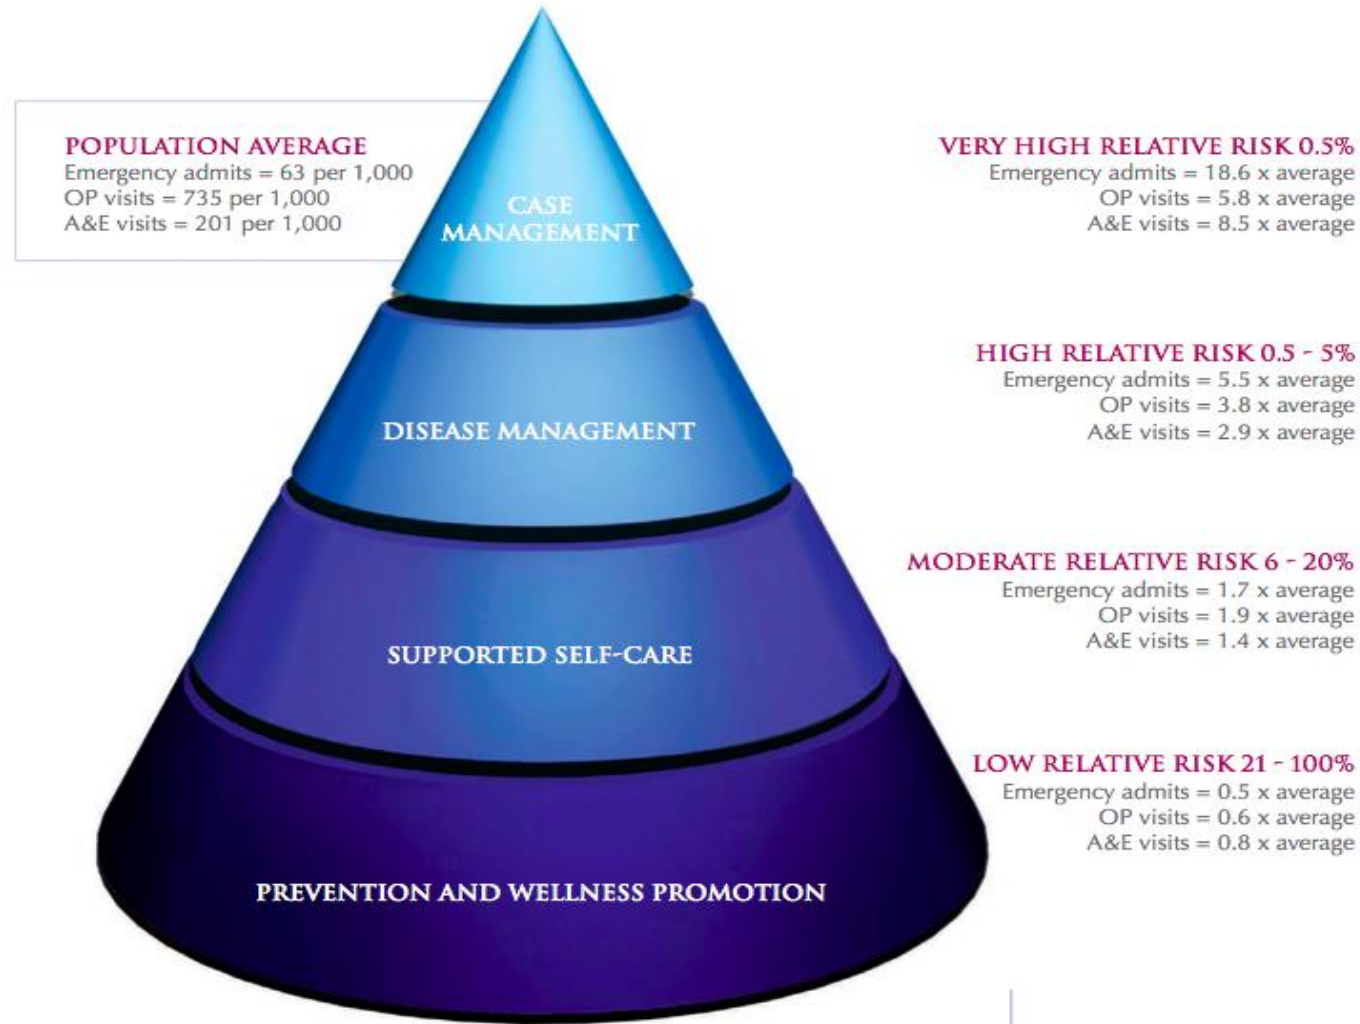 POPULATION AVERAGE
Emergency admits = 63 per 1,000
OP visits = 735 per 1,000
A&E visits = 201 per 1,000
CASE
MANAGEMENT
VERY HIGH RELATIVE RISK 0.5%
Emergency admits = 18.6 x average
OP visits = 5.8 x average
A&E visits = 8.5 x average
DISEASE MANAGEMENT
HIGH RELATIVE RISK 0.5 - 5%
Emergency admits = 5.5 x average
OP visits = 3.8 x average
A&E visits = 2.9 x average
SUPPORTED SELF-CARE
MODERATE RELATIVE RISK 6 - 20%
Emergency admits = 1.7 x average
OP visits = 1.9 x average
A&E visits = 1.4 x average
PREVENTION AND WELLNESS PROMOTION
LOW RELATIVE RISK 21 - 100%
Emergency admits = 0.5 x average
OP visits = 0.6 x average
A&E visits = 0.8 x average